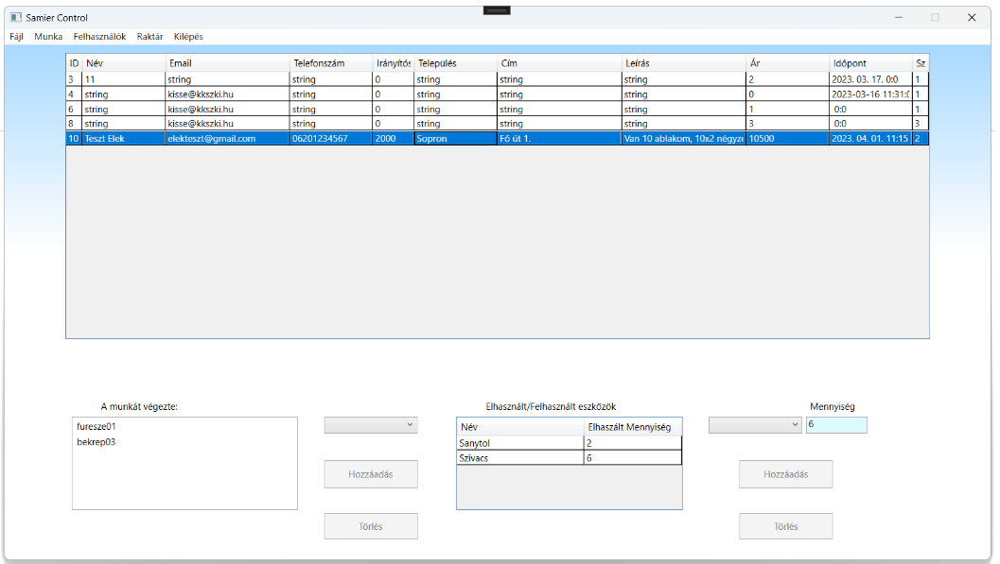 Samier Control
Fájl Munka Felhasználók Raktár Kilépés
ID Név Email Telefonszám Irányítós Település Cím Leírás Ár Időpont Sz
3 11 string string 0 string string string 2 2023. 03. 17. 0:0 1
4 string kisse@kkszki.hu string 0 string string string 0 2023-03-16 11:31:0 1
6 string kisse@kkszki.hu string 0 string string string 1 0:0 1
8 string kisse@kkszki.hu string 0 string string string 3 0:0 3
10 Teszt Elek elekteszt@gmail.com 06201234567 2000 Sopron Fő út 1. Van 10 ablakom, 10x2 négyze 10500 2023. 04. 01. 11:15 2
A munkát végezte: Elhasznált/Felhasznált eszközök Mennyiség
furesze01 Név Elhaszált Mennyiség 6
bekrep03 Sanytol 2
Szivacs 6
Hozzáadás Hozzáadás
Törlés Törlés